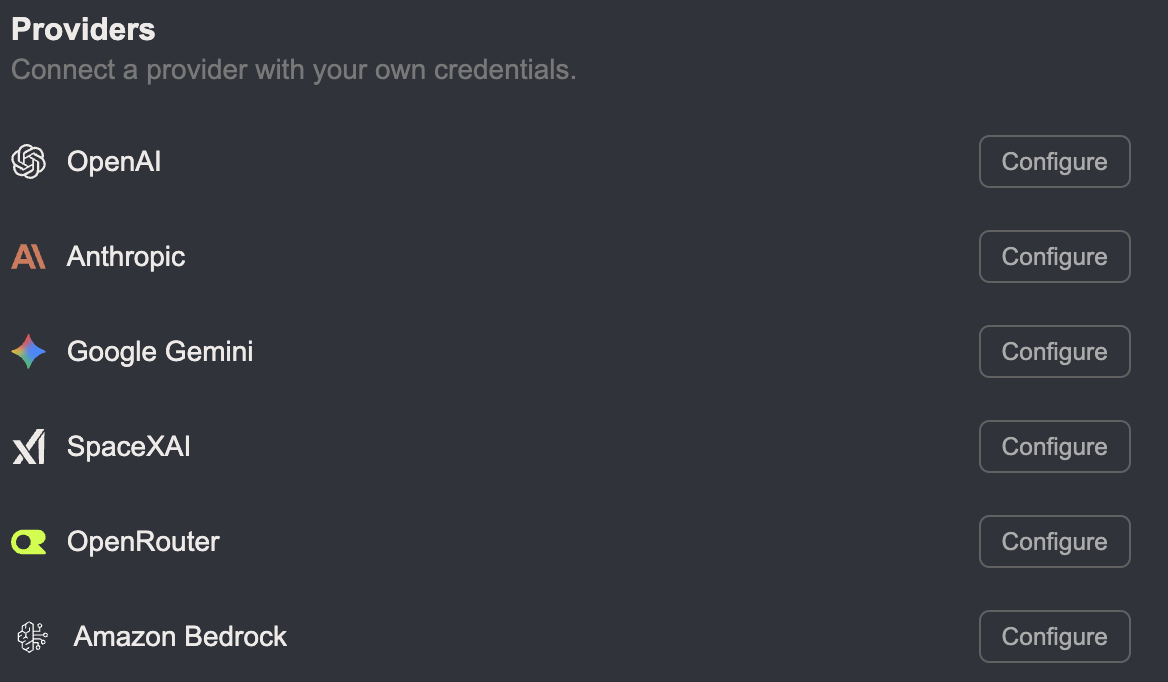 Providers
Connect a provider with your own credentials.
OpenAI Configure
Anthropic Configure
Google Gemini Configure
SpaceXAI Configure
OpenRouter Configure
Amazon Bedrock Configure